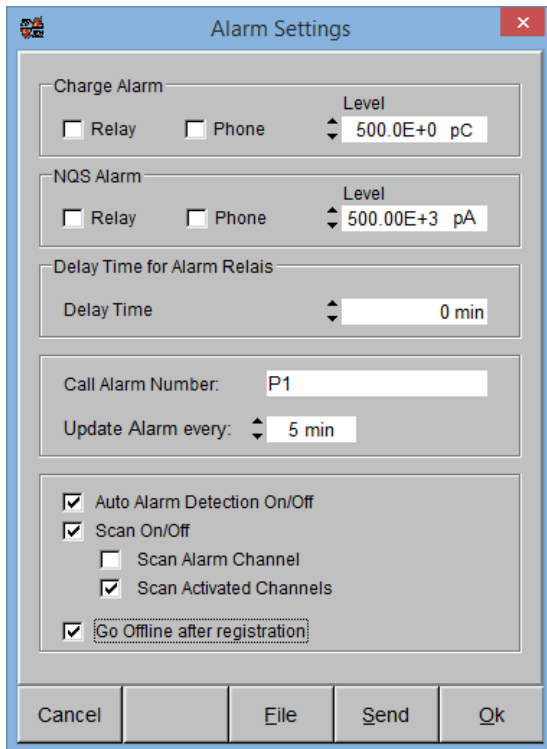 Alarm Settings
Charge Alarm
Level
Relay Phone 500.0E+0 pC
NQS Alarm
Level
Relay Phone 500.00E+3 pA
Delay Time for Alarm Relais
Delay Time 0 min
Call Alarm Number: P1
Update Alarm every: 5 min
Auto Alarm Detection On/Off
Scan On/Off
Scan Alarm Channel
Scan Activated Channels
Go Offline after registration
Cancel File Send Ok